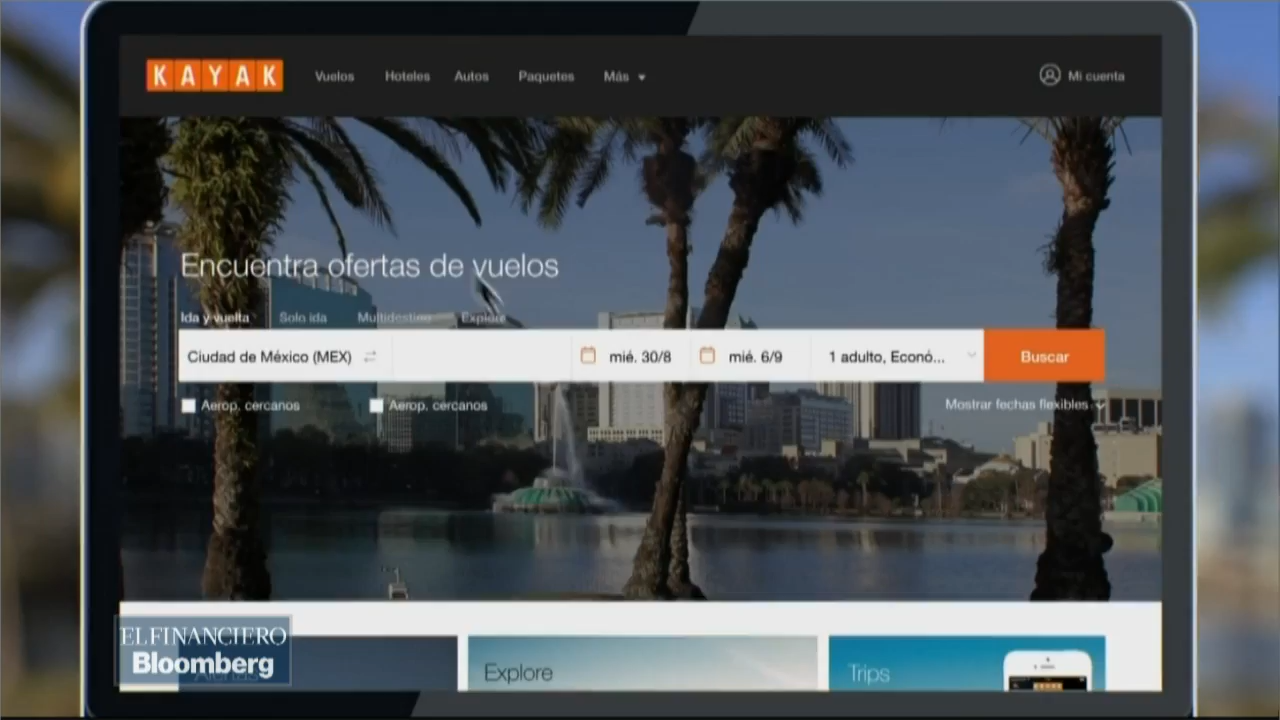 KAYAK
Vuelos Hoteles Autos Paquetes Más Mi cuenta
Encuentra ofertas de vuelos
Ida y vuelta Solo ida Multidestino Explore
Ciudad de México (MEX) mié. 30/8 mié. 6/9 1 adulto, Econó... Buscar
Aerop. cercanos Aerop. cercanos Mostrar fechas flexibles
EL FINANCIERO
Bloomberg
Alertas Explore Trips